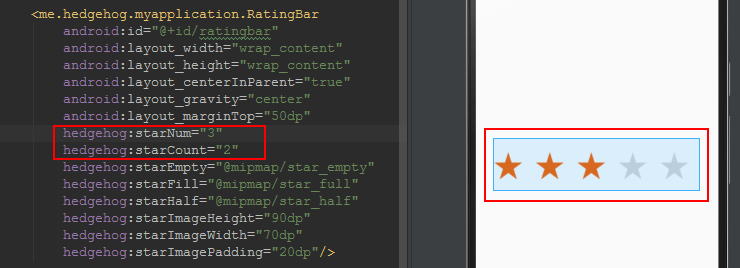 <me.hedgehog.myapplication.RatingBar
android:id="@+id/ratingbar"
android:layout_width="wrap_content"
android:layout_height="wrap_content"
android:layout_centerInParent="true"
android:layout_gravity="center"
android:layout_marginTop="50dp"
hedgehog:starNum="3"
hedgehog:starCount="2"
hedgehog:starEmpty="@mipmap/star_empty"
hedgehog:starFill="@mipmap/star_full"
hedgehog:starHalf="@mipmap/star_half"
hedgehog:starImageHeight="90dp"
hedgehog:starImageWidth="70dp"
hedgehog:starImagePadding="20dp"/>